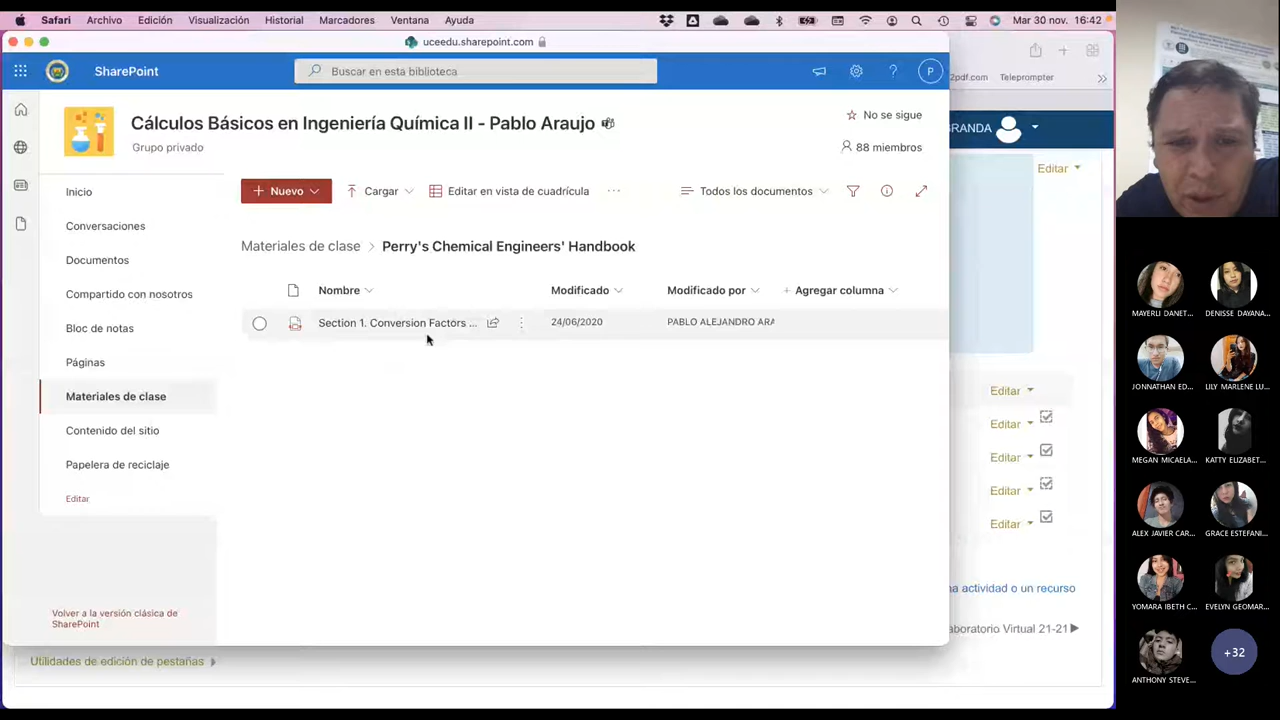 Safari Archivo Edición Visualización Historial Marcadores Ventana Ayuda Mar 30 nov. 16:42
uceedu.sharepoint.com
SharePoint
Buscar en esta biblioteca
P
2pdf.com Teleprompter
Cálculos Básicos en Ingeniería Química II - Pablo Araujo
Grupo privado
No se sigue
88 miembros
RANDA
Editar
Inicio
Conversaciones
Documentos
Compartido con nosotros
Bloc de notas
Páginas
Materiales de clase
Contenido del sitio
Papelera de reciclaje
Editar
Volver a la versión clásica de
SharePoint
+ Nuevo
Cargar
Editar en vista de cuadrícula
...
Todos los documentos
Materiales de clase > Perry's Chemical Engineers' Handbook
Nombre Modificado Modificado por + Agregar columna
Section 1. Conversion Factors ... 24/06/2020 PABLO ALEJANDRO ARA
Editar
Editar
Editar
Editar
Editar
na actividad o un recurso
aboratorio Virtual 21-21
Utilidades de edición de pestañas
MAYERLI DANET... DENISSE DAYANA...
JONNATHAN ED... LILY MARLENE LU...
MEGAN MICAELA... KATTY ELIZABET...
ALEX JAVIER CAR... GRACE ESTEFANI...
YOMARA IBETH C... EVELYN GEOMAR...
ANTHONY STEVE...
+32